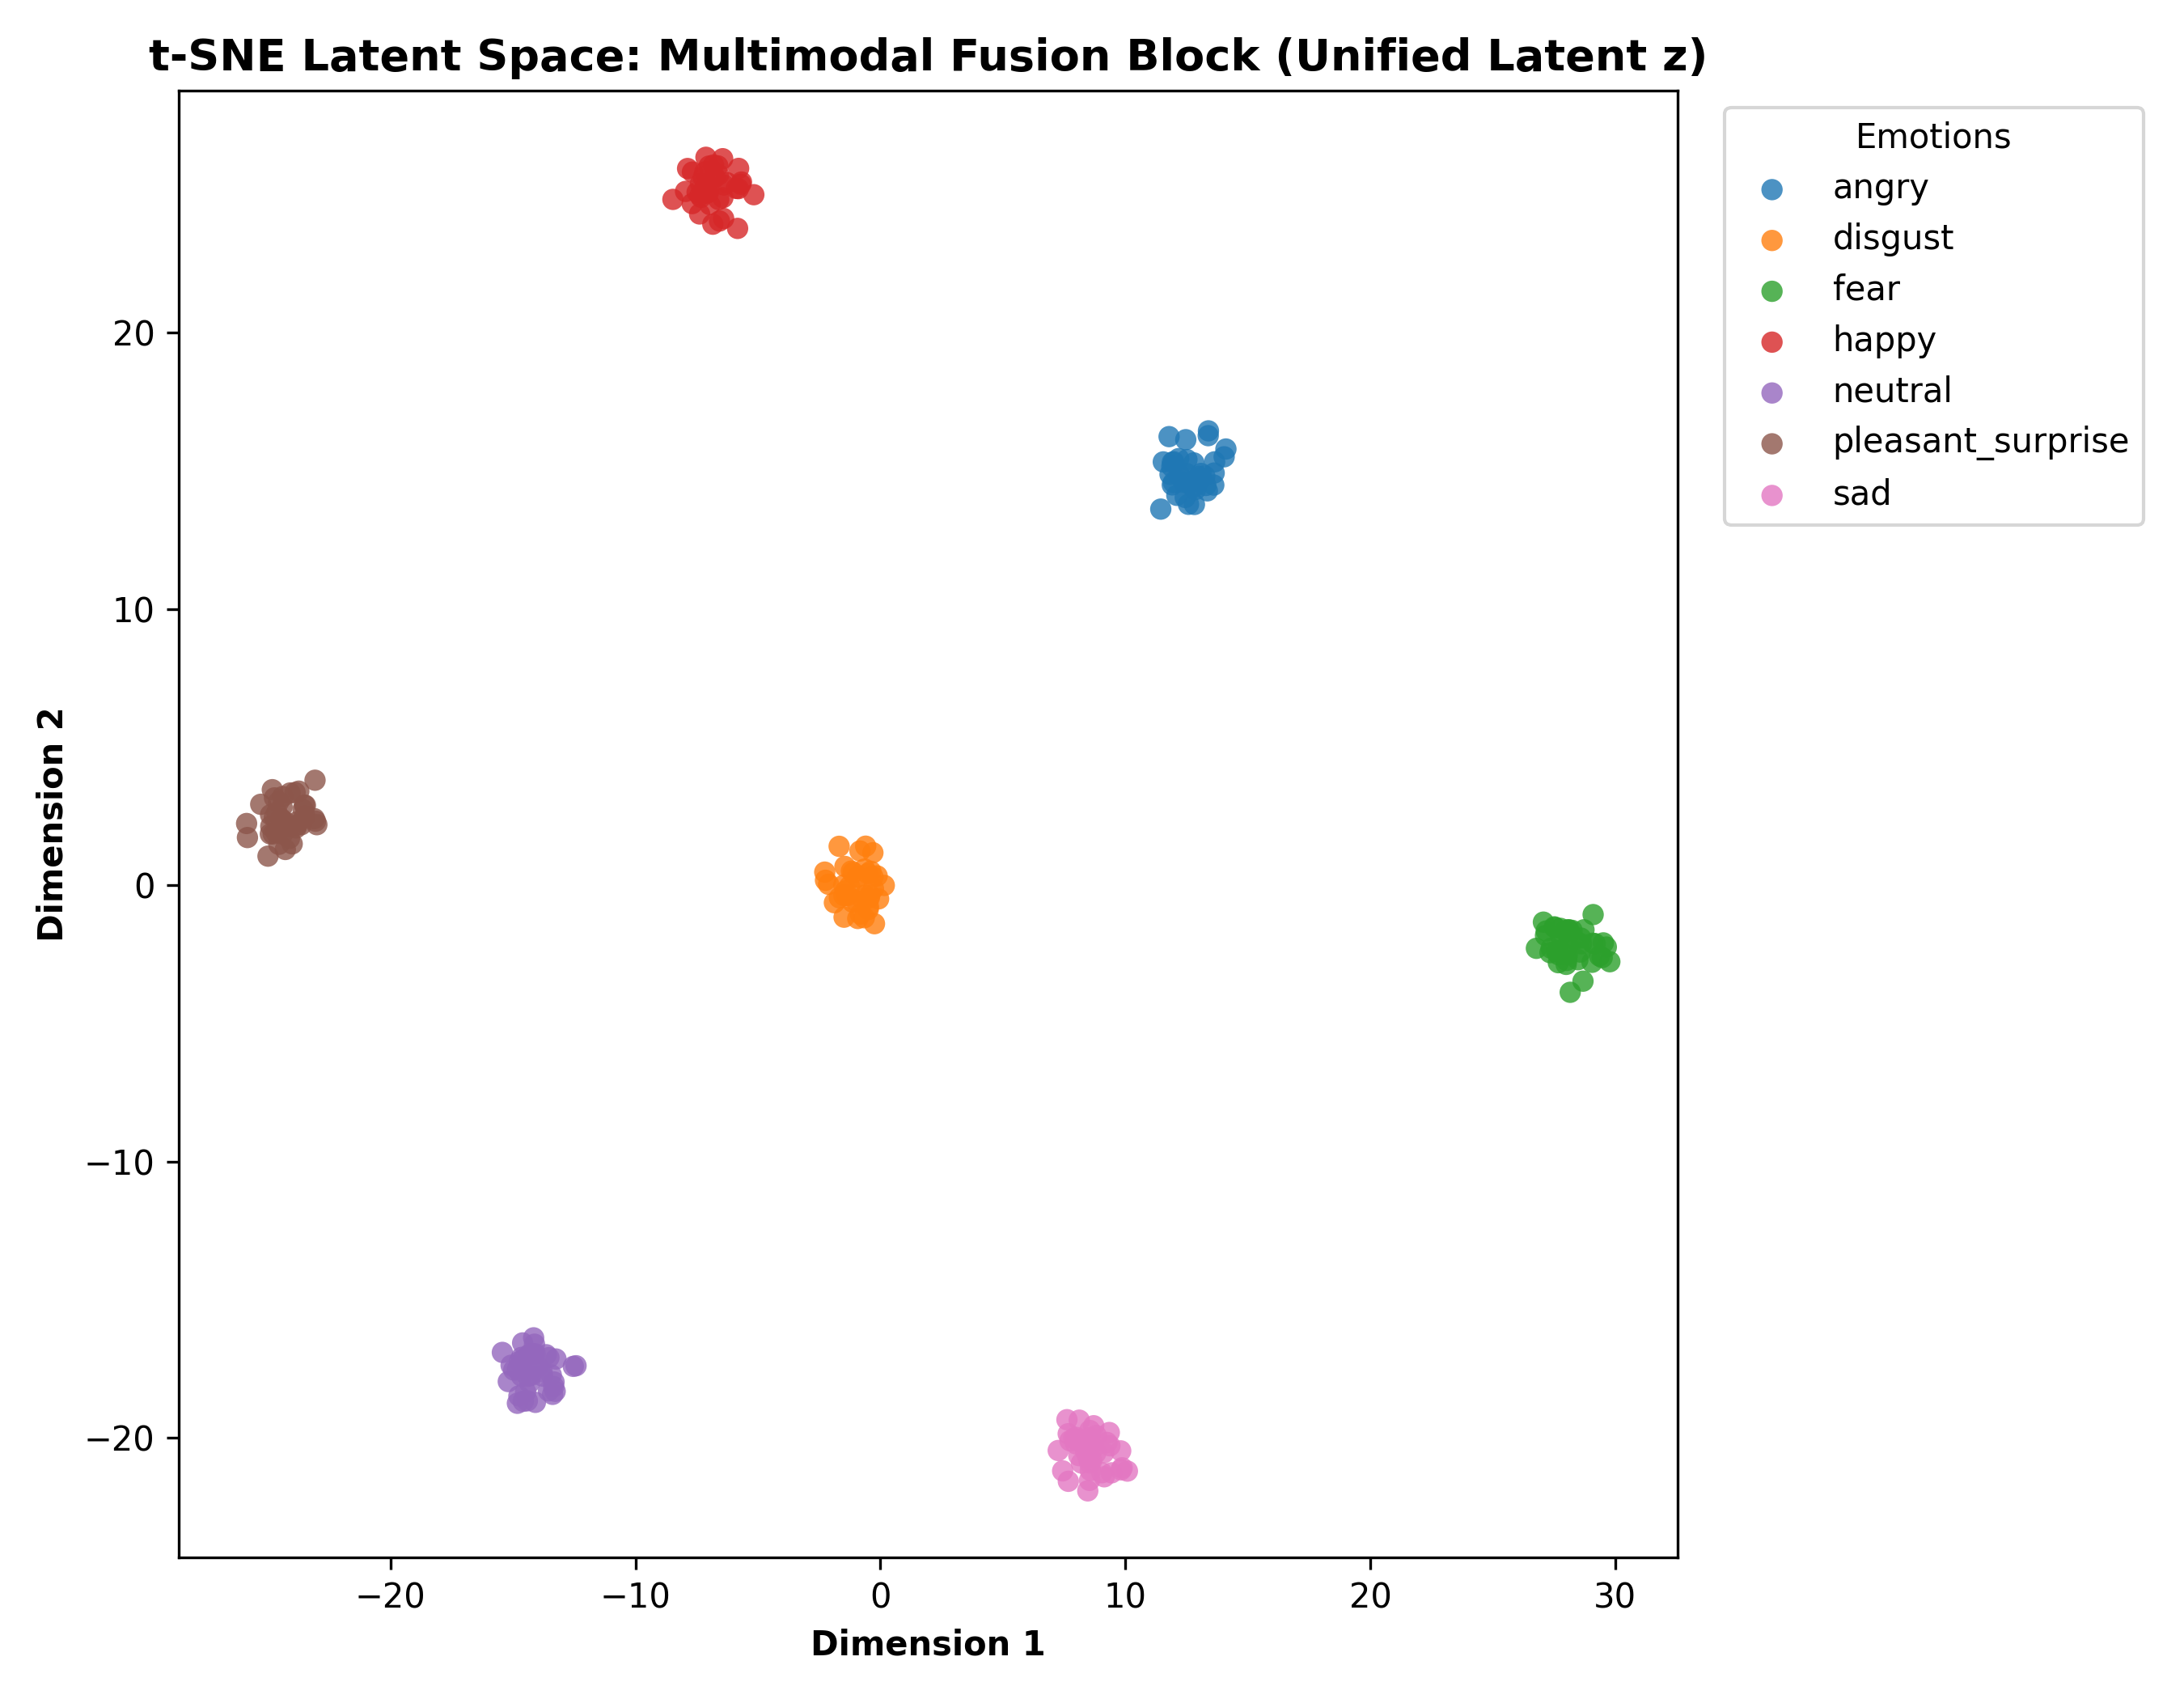 t-SNE Latent Space: Multimodal Fusion Block (Unified Latent z)
Emotions
angry
disgust
fear
happy
neutral
pleasant_surprise
sad
20
10
0
−10
−20
Dimension 2
−20 −10 0 10 20 30
Dimension 1